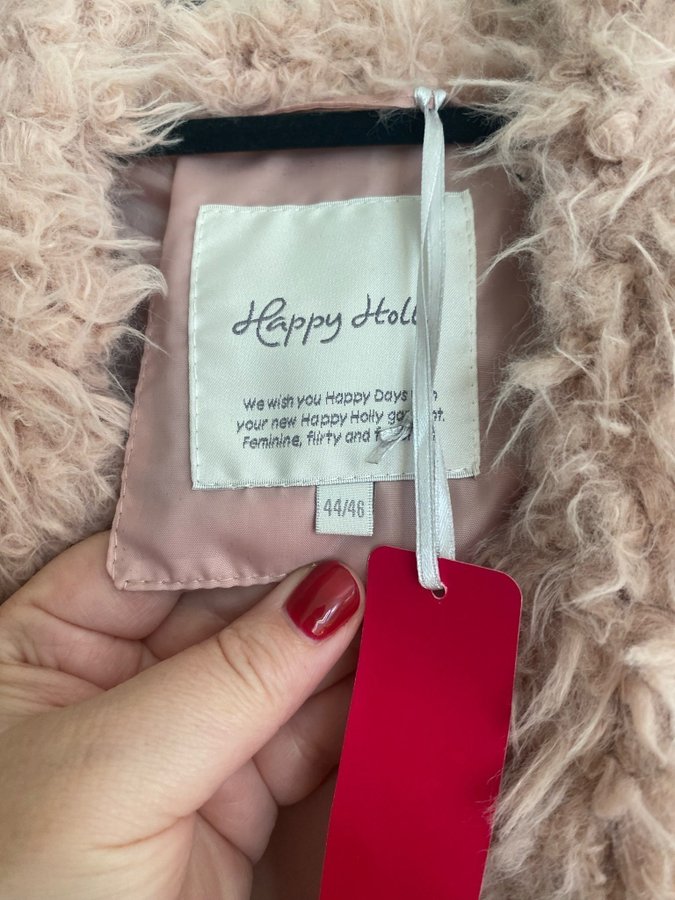 Happy Holl
We wish you Happy Days
your new Happy Holly
Feminine, flirty and
44/46